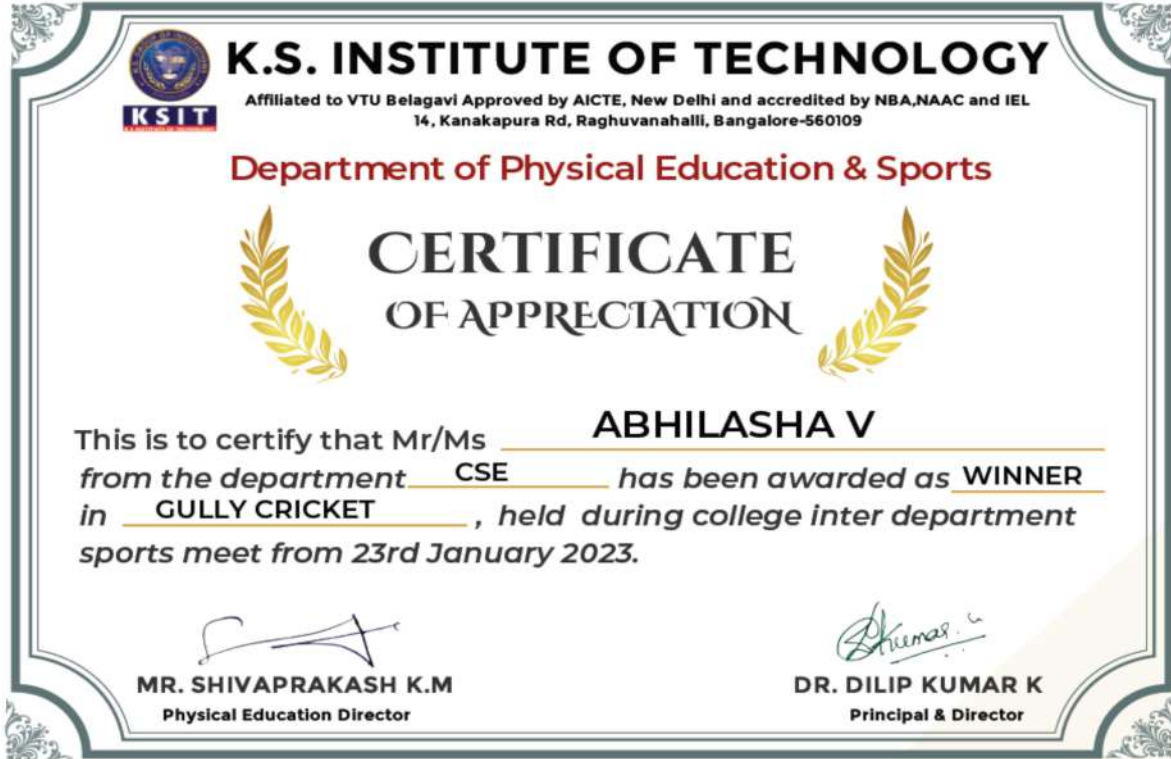 K.S. INSTITUTE OF TECHNOLOGY
Affiliated to VTU Belagavi Approved by AICTE, New Delhi and accredited by NBA,NAAC and IEL
14, Kanakapura Rd, Raghuvanahalli, Bangalore-560109
KSIT
Department of Physical Education & Sports
CERTIFICATE
OF APPRECIATION
This is to certify that Mr/Ms ABHILASHA V
from the department CSE has been awarded as WINNER
in GULLY CRICKET , held during college inter department
sports meet from 23rd January 2023.
Kumar
MR. SHIVAPRAKASH K.M
DR. DILIP KUMAR K
Physical Education Director
Principal & Director